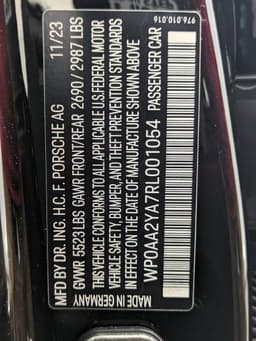 976.010.016
11/23
MFD BY DR. ING. H.C. F. PORSCHE AG
GVWR 5523 LBS GAWR FRONT/REAR 2690 / 2987 LBS
THIS VEHICLE CONFORMS TO ALL APPLICABLE U.S. FEDERAL MOTOR
VEHICLE SAFETY, BUMPER, AND THEFT PREVENTION STANDARDS
IN EFFECT ON THE DATE OF MANUFACTURE SHOWN ABOVE.
WP0AA2YA7RL001054 PASSENGER CAR
MADE IN GERMANY